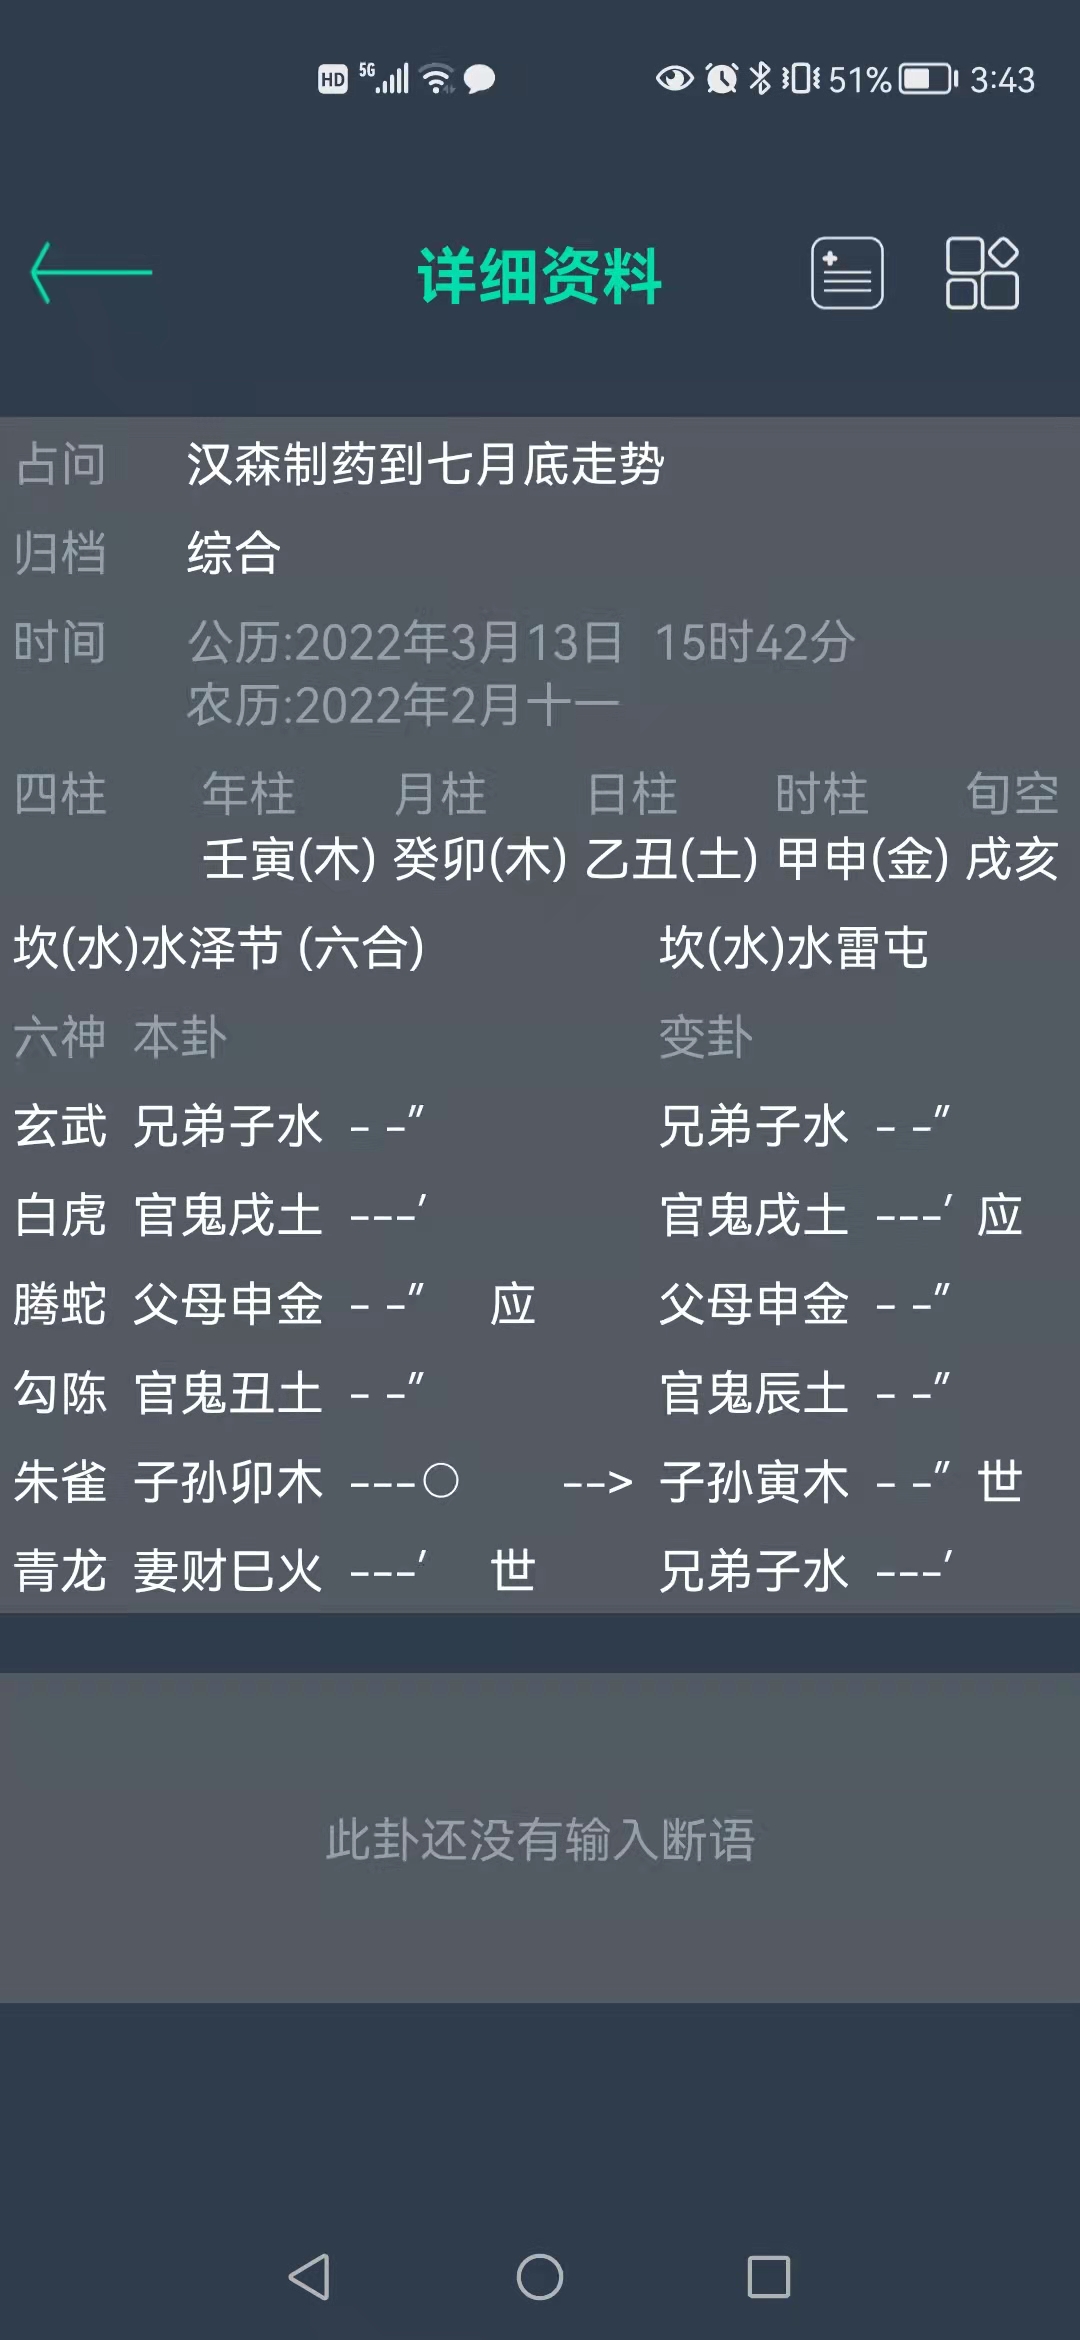 HD 5G 51% 3:43
详细资料
占问 汉森制药到七月底走势
归档 综合
时间 公历:2022年3月13日 15时42分
农历:2022年2月十一
四柱 年柱 月柱 日柱 时柱 旬空
壬寅(木) 癸卯(木) 乙丑(土) 甲申(金) 戌亥
坎(水)水泽节 (六合) 坎(水)水雷屯
六神 本卦 变卦
玄武 兄弟子水 - -" 兄弟子水 - -"
白虎 官鬼戌土 ---' 官鬼戌土 ---' 应
腾蛇 父母申金 - -" 应 父母申金 - -"
勾陈 官鬼丑土 - -" 官鬼辰土 - -"
朱雀 子孙卯木 ---○ --> 子孙寅木 - -" 世
青龙 妻财巳火 ---' 世 兄弟子水 ---'
此卦还没有输入断语